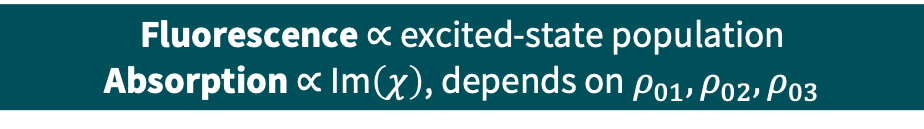 Fluorescence ∝ excited-state population
Absorption ∝ Im(χ), depends on ρ₀₁, ρ₀₂, ρ₀₃